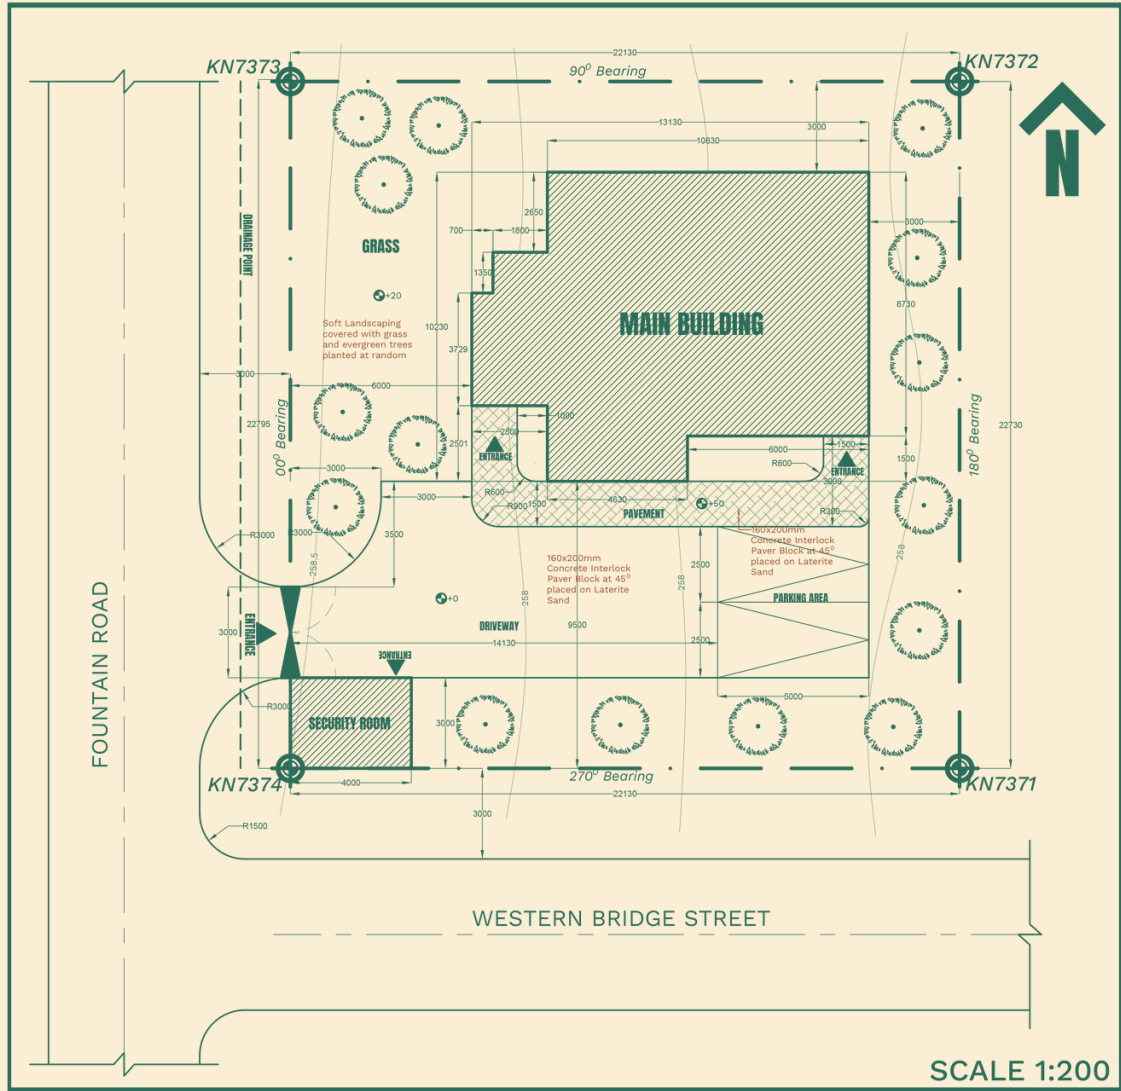 22130
KN7373
90⁰ Bearing
KN7372
13130
3000
10630
N
2650
700
1800
3000
DRAINAGE POINT
GRASS
1350
+20
8730
10230
MAIN BUILDING
Soft Landscaping
covered with grass
and evergreen trees
planted at random
3729
3000
6000
1000
22795
00⁰ Bearing
2500
180⁰ Bearing
22730
2501
ENTRANCE
6000
1500
1500
3000
R600
ENTRANCE
3000
R600
3000
4630
+50
R900
1500
PAVEMENT
R300
R3000
R3000
3500
160x200mm
Concrete Interlock
Paver Block at 45⁰
placed on Laterite
Sand
160x200mm
Concrete Interlock
Paver Block at 45⁰
placed on Laterite
Sand
258.5
258
258
258
2500
+0
PARKING AREA
FOUNTAIN ROAD
3000
ENTRANCE
DRIVEWAY
9500
14130
2500
ENTRANCE
5000
R3000
SECURITY ROOM
3000
KN7374
4000
270⁰ Bearing
KN7371
22130
3000
R1500
WESTERN BRIDGE STREET
SCALE 1:200